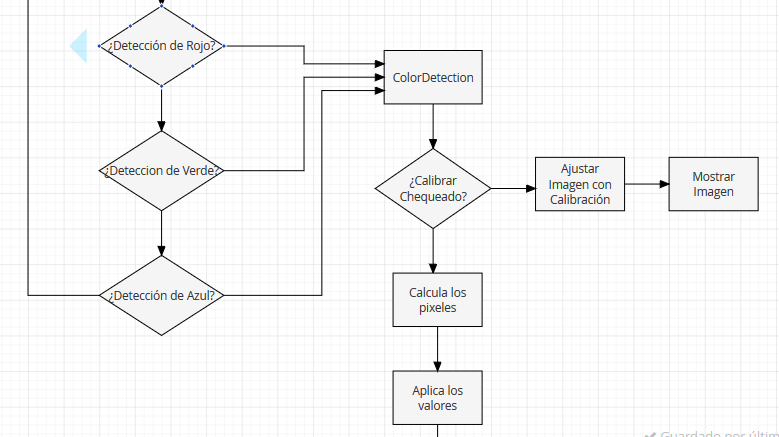 ¿Detección de Rojo?
ColorDetection
¿Deteccion de Verde?
¿Calibrar
Chequeado?
Ajustar
Imagen con
Calibración
Mostrar
Imagen
¿Detección de Azul?
Calcula los
pixeles
Aplica los
valores
Guardado por últim